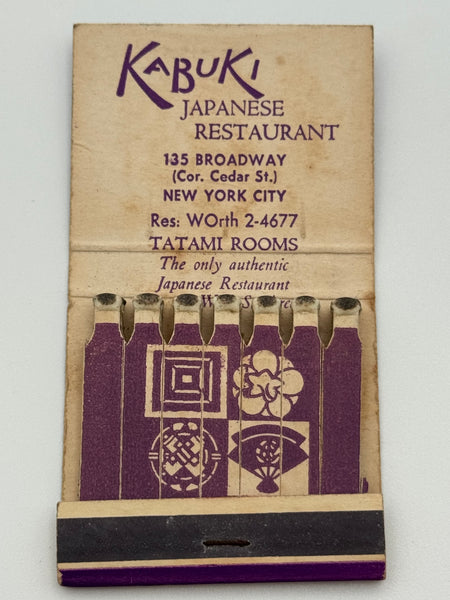 KABUKI
JAPANESE
RESTAURANT
135 BROADWAY
(Cor. Cedar St.)
NEW YORK CITY
Res: WOrth 2-4677
TATAMI ROOMS
The only authentic
Japanese Restaurant